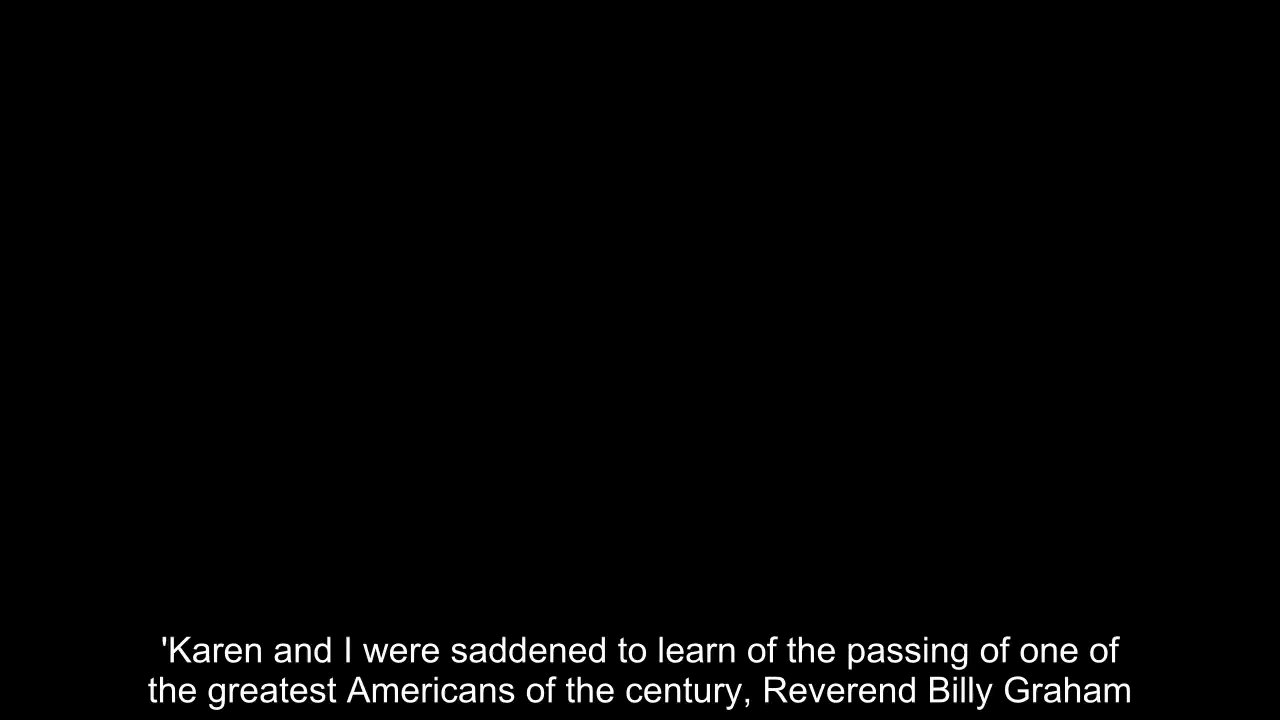 'Karen and I were saddened to learn of the passing of one of
the greatest Americans of the century, Reverend Billy Graham